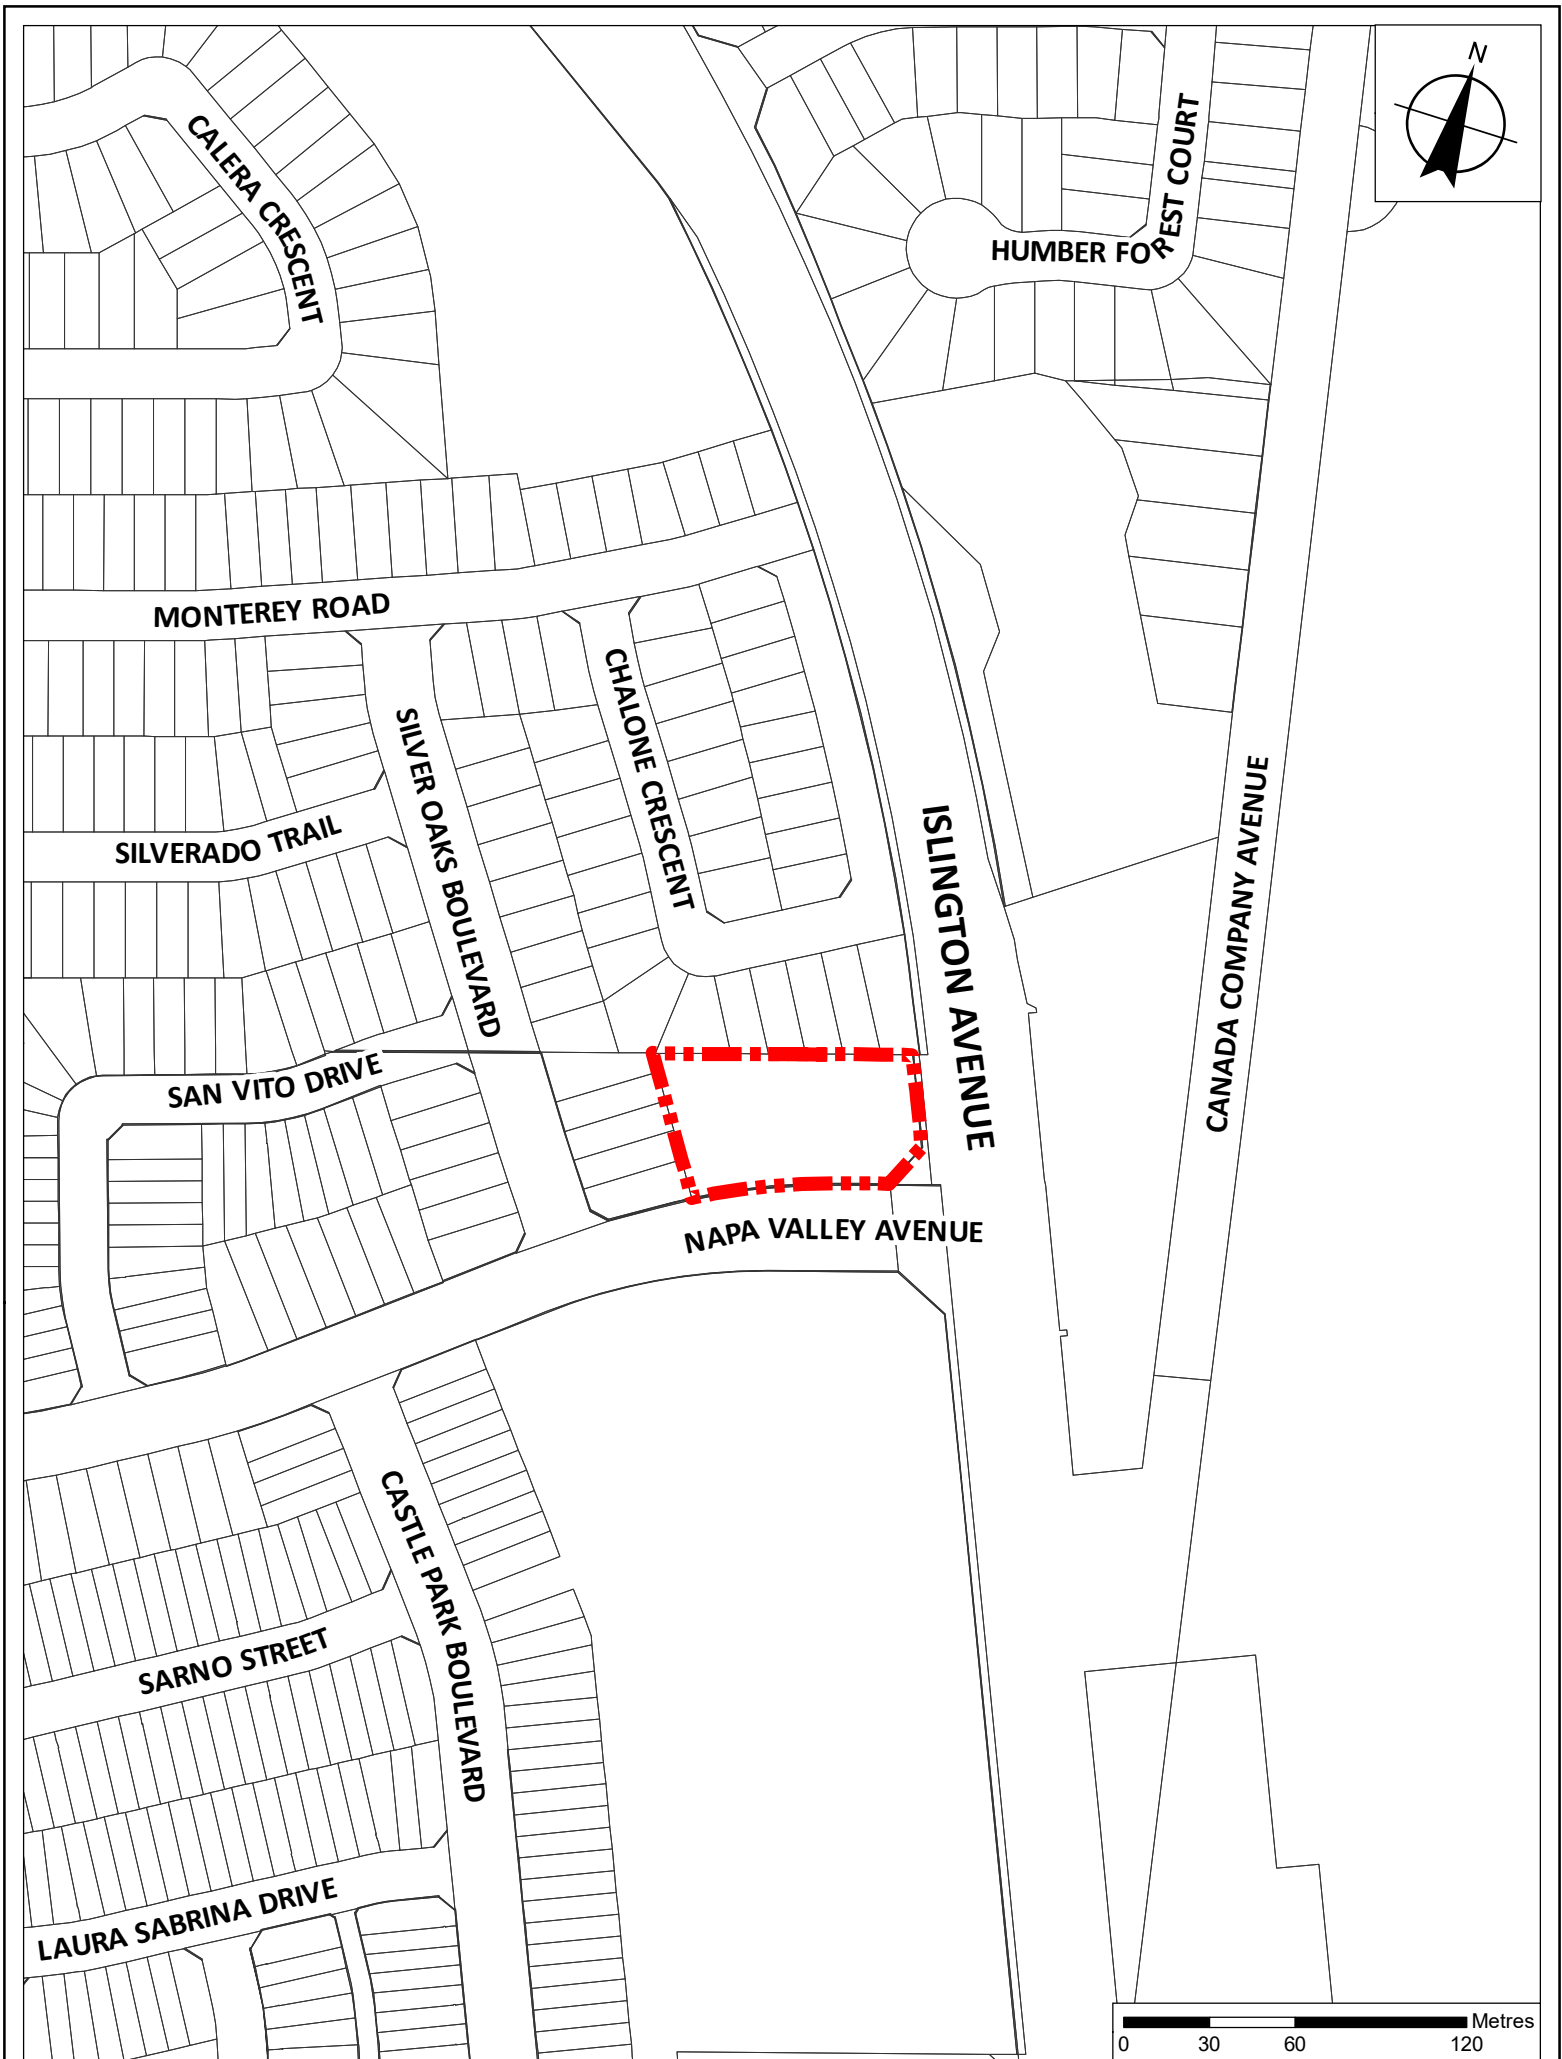 N
CALERA CRESCENT
HUMBER FOREST COURT
MONTEREY ROAD
CHALONE CRESCENT
SILVER OAKS BOULEVARD
SILVERADO TRAIL
ISLINGTON AVENUE
CANADA COMPANY AVENUE
SAN VITO DRIVE
NAPA VALLEY AVENUE
CASTLE PARK BOULEVARD
SARNO STREET
LAURA SABRINA DRIVE
Metres
0 30 60 120